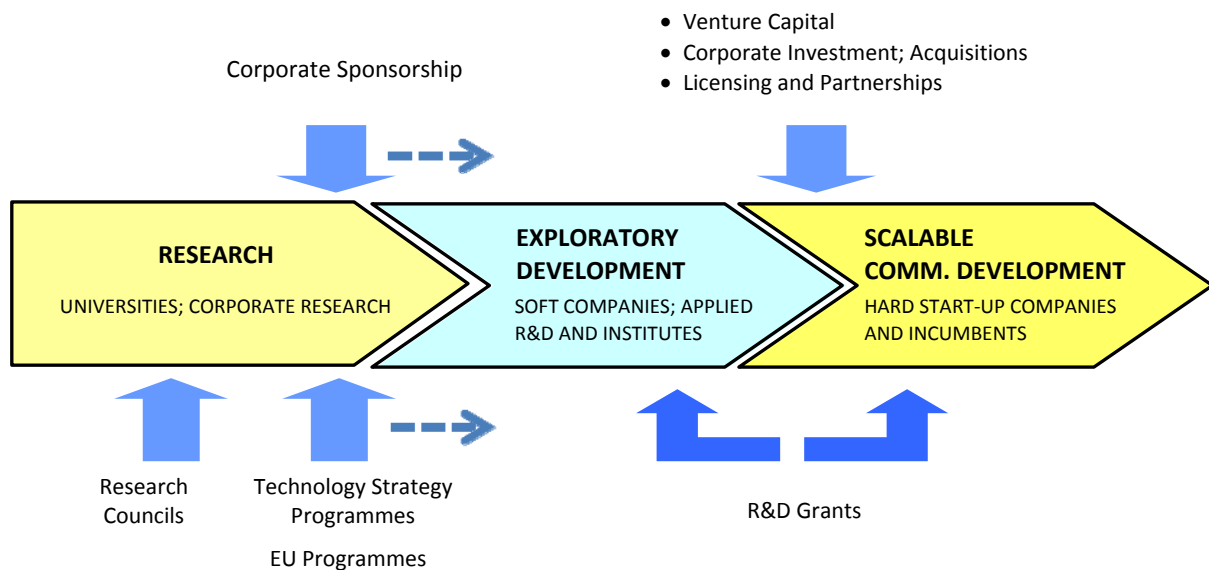 • Venture Capital
• Corporate Investment; Acquisitions
• Licensing and Partnerships
Corporate Sponsorship
RESEARCH
UNIVERSITIES; CORPORATE RESEARCH
EXPLORATORY
DEVELOPMENT
SOFT COMPANIES; APPLIED
R&D AND INSTITUTES
SCALABLE
COMM. DEVELOPMENT
HARD START-UP COMPANIES
AND INCUMBENTS
Research
Councils
Technology Strategy
Programmes
EU Programmes
R&D Grants